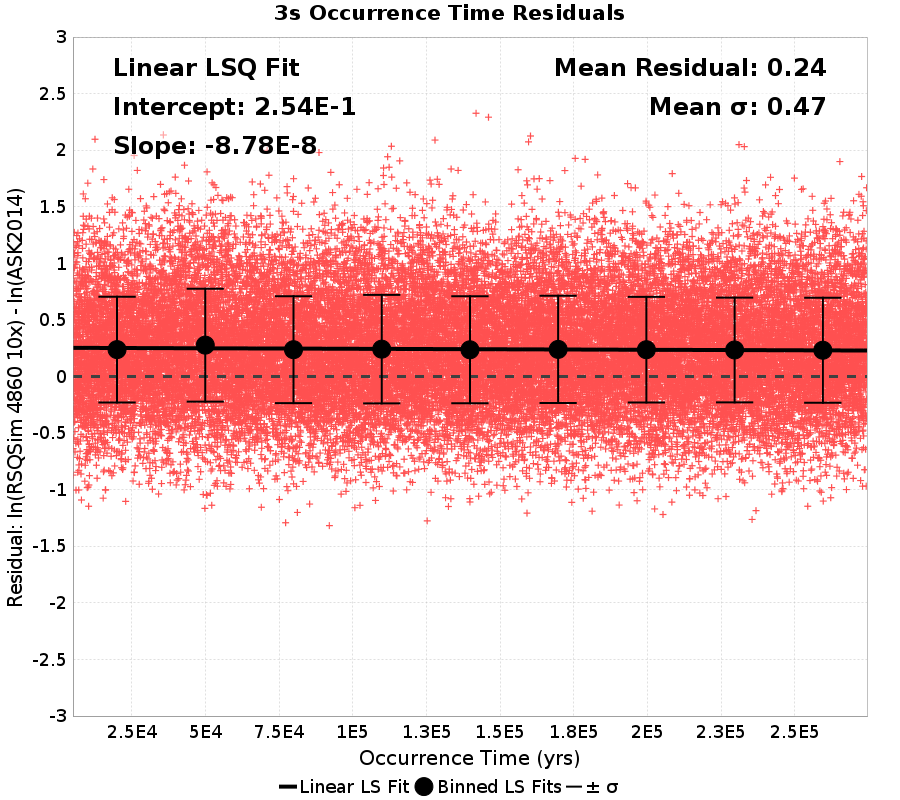 3s Occurrence Time Residuals
Linear LSQ Fit
Mean Residual: 0.24
Intercept: 2.54E-1
Mean σ: 0.47
Slope: -8.78E-8
Residual: ln(RSQSim 4860 10x) - ln(ASK2014)
3
2.5
2
1.5
1
0.5
0
-0.5
-1
-1.5
-2
-2.5
-3
2.5E4 5E4 7.5E4 1E5 1.3E5 1.5E5 1.8E5 2E5 2.3E5 2.5E5
Occurrence Time (yrs)
Linear LS Fit Binned LS Fits ± σ